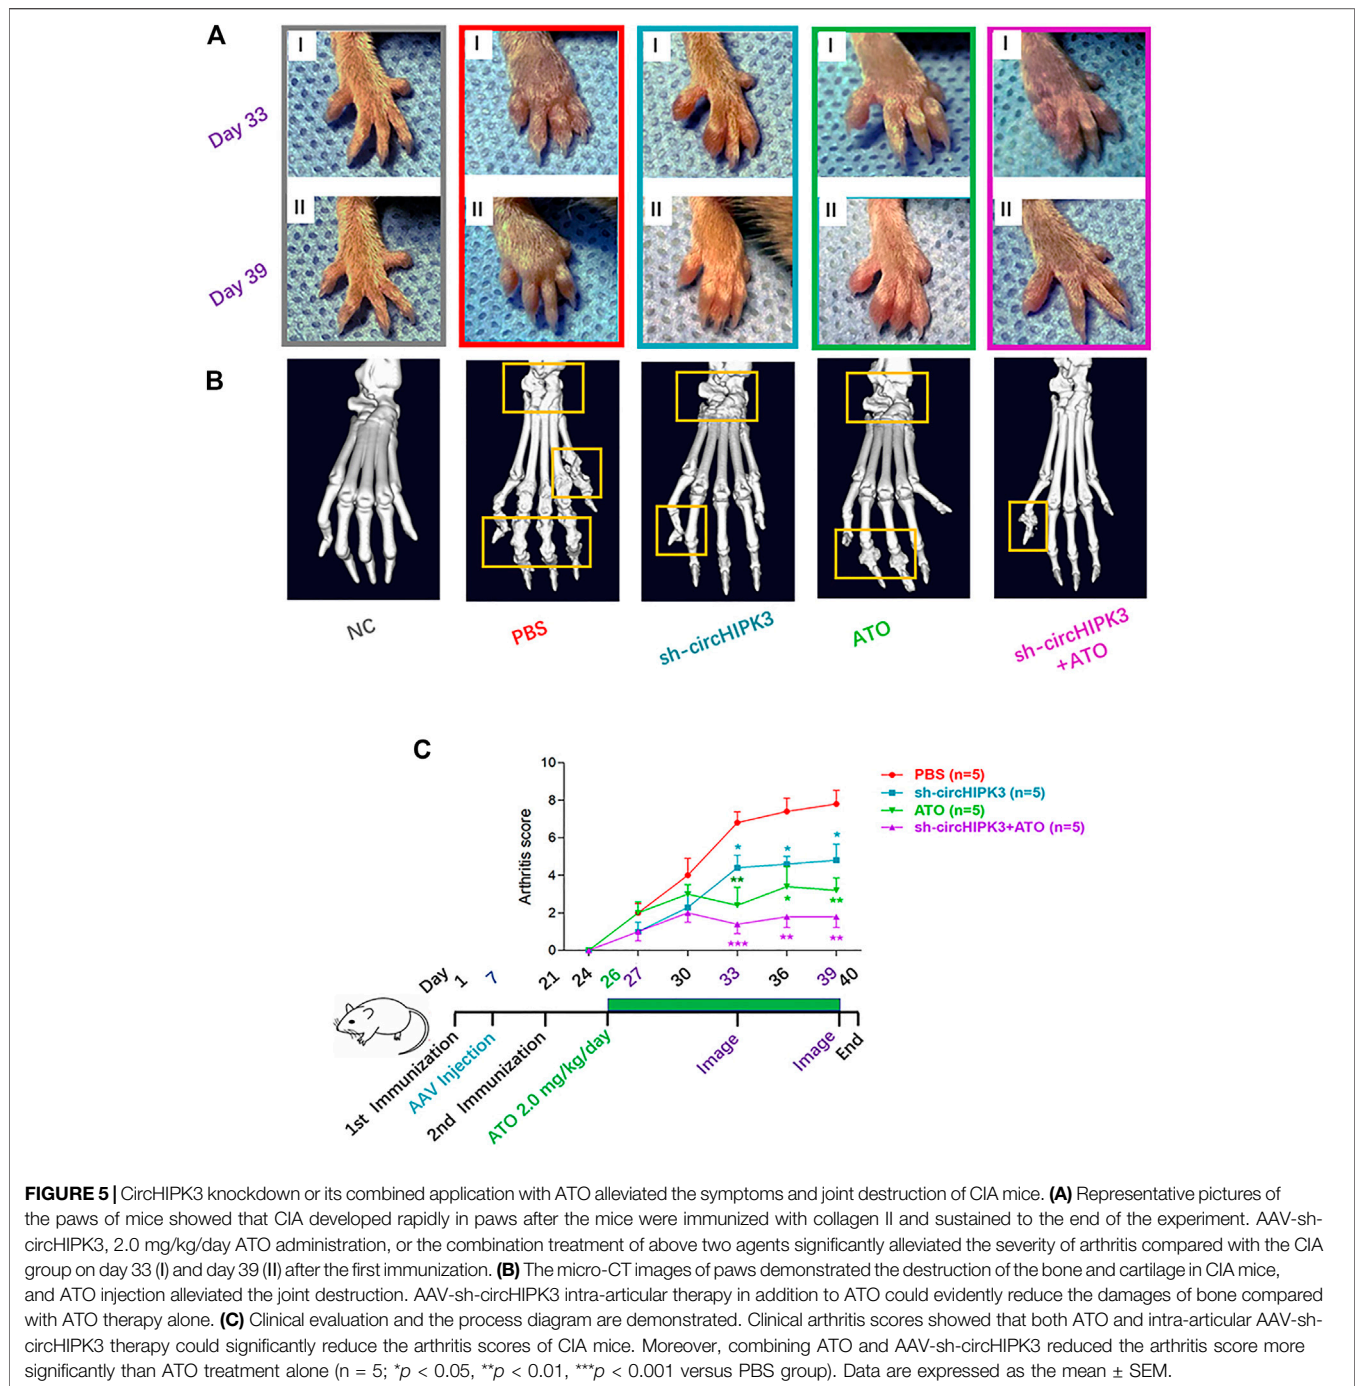 A
I
I
I
I
I
Day 33
II
II
II
II
II
Day 39
B
NC
PBS
sh-circHIPK3
ATO
sh-circHIPK3
+ATO
C
10
8
6
4
2
0
Arthritis score
PBS (n=5)
sh-circHIPK3 (n=5)
ATO (n=5)
sh-circHIPK3+ATO (n=5)
* * *
** * **
*** ** **
Day 1 7 21 24 26 27 30 33 36 39 40
1st Immunization
AAV Injection
2nd Immunization
ATO 2.0 mg/kg/day
Image
Image
End
FIGURE 5 | CircHIPK3 knockdown or its combined application with ATO alleviated the symptoms and joint destruction of CIA mice. (A) Representative pictures of
the paws of mice showed that CIA developed rapidly in paws after the mice were immunized with collagen II and sustained to the end of the experiment. AAV-sh-
circHIPK3, 2.0 mg/kg/day ATO administration, or the combination treatment of above two agents significantly alleviated the severity of arthritis compared with the CIA
group on day 33 (I) and day 39 (II) after the first immunization. (B) The micro-CT images of paws demonstrated the destruction of the bone and cartilage in CIA mice,
and ATO injection alleviated the joint destruction. AAV-sh-circHIPK3 intra-articular therapy in addition to ATO could evidently reduce the damages of bone compared
with ATO therapy alone. (C) Clinical evaluation and the process diagram are demonstrated. Clinical arthritis scores showed that both ATO and intra-articular AAV-sh-
circHIPK3 therapy could significantly reduce the arthritis scores of CIA mice. Moreover, combining ATO and AAV-sh-circHIPK3 reduced the arthritis score more
significantly than ATO treatment alone (n = 5; *p < 0.05, **p < 0.01, ***p < 0.001 versus PBS group). Data are expressed as the mean ± SEM.